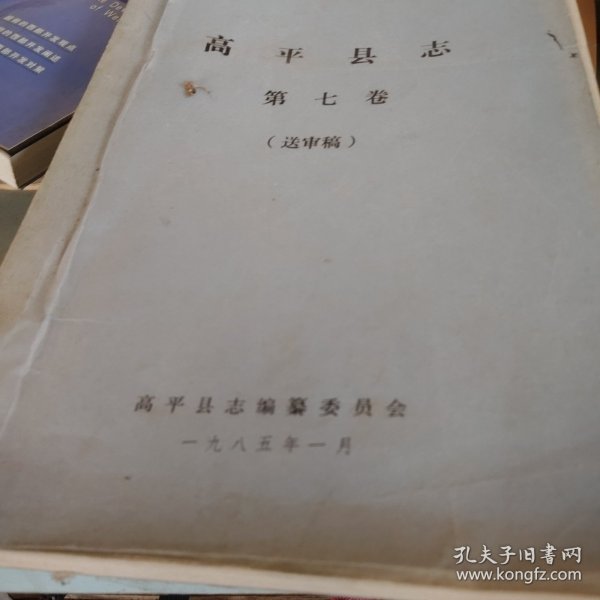 高平县志
第七卷
（送审稿）
高平县志编纂委员会
一九八五年一月
孔夫子旧书网
www.kongfz.com